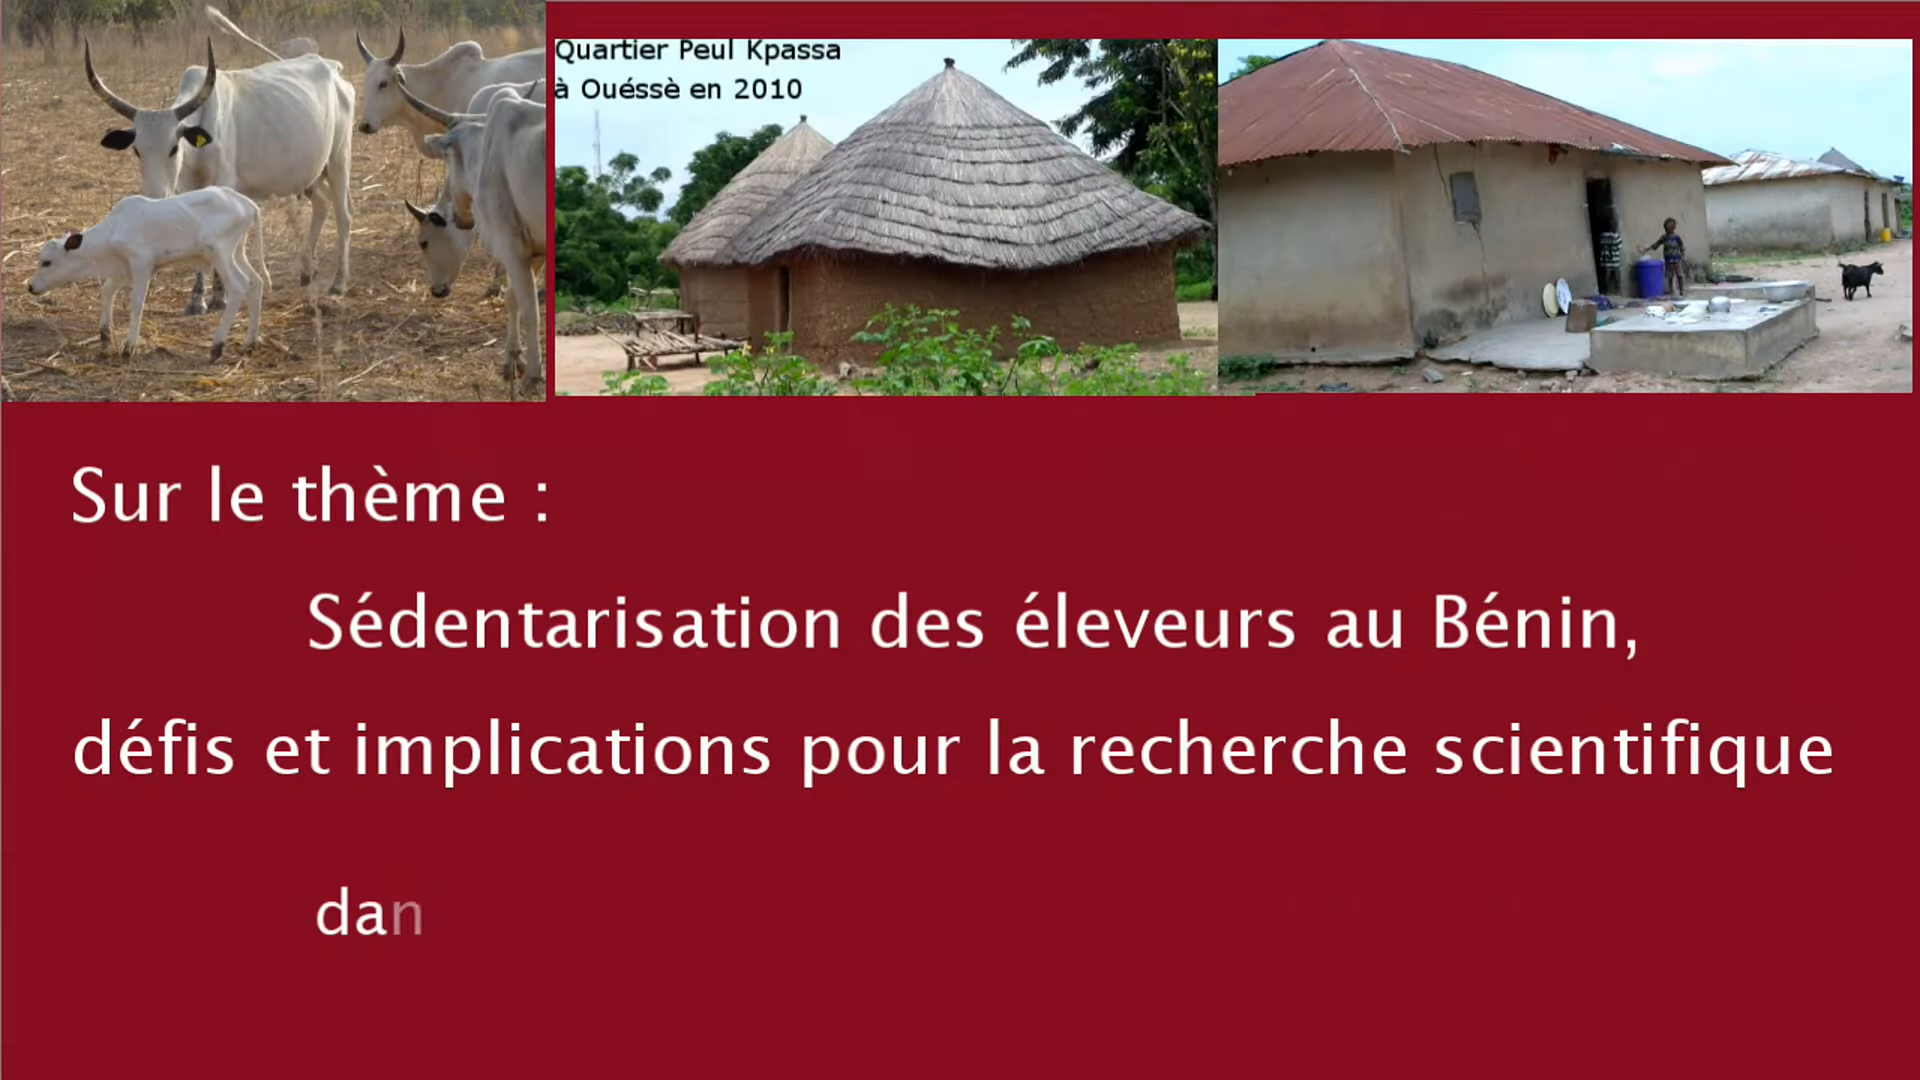 Quartier Peul Kpassa
à Ouéssè en 2010
Sur le thème :
Sédentarisation des éleveurs au Bénin,
défis et implications pour la recherche scientifique
dan